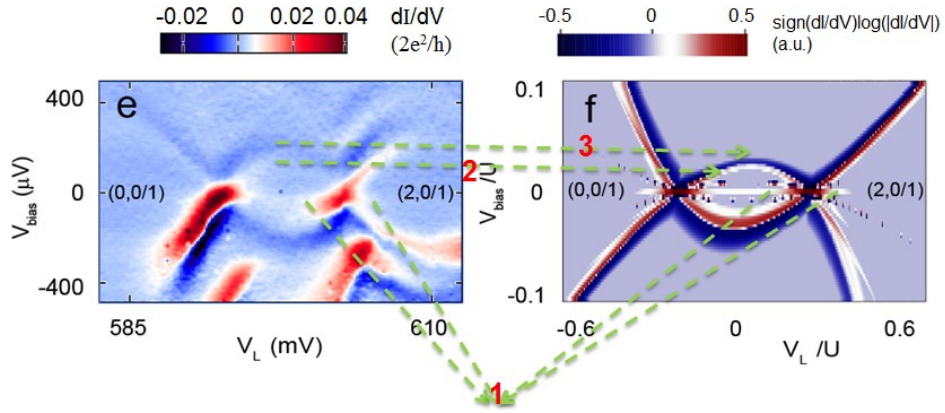 -0.02 0 0.02 0.04 dI/dV
(2e²/h)
-0.5 0 0.5 sign(dI/dV)log(|dI/dV|)
(a.u.)
e
400
0
-400
V_bias (μV)
(0,0/1)
(2,0/1)
585
610
V_L (mV)
f
0.1
0
-0.1
V_bias/U
(0,0/1)
(2,0/1)
-0.6
0
0.6
V_L /U
3
2
1